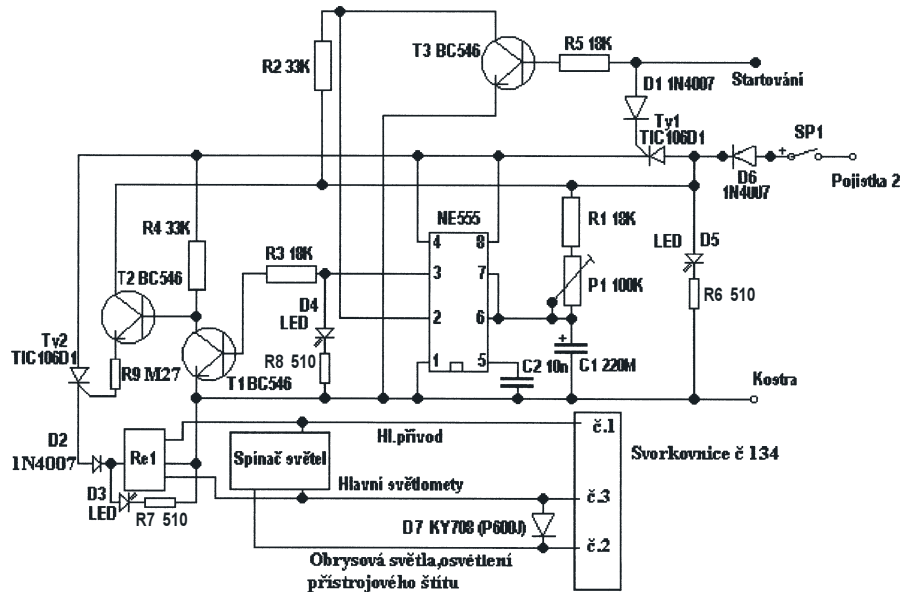 T3 BC546
R5 18K
R2 33K
Startování
D1 1N4007
Ty1
TIC106D1
SP1
+
D6
1N4007
Pojistka 2
R4 33K
NE555
R1 18K
LED
D5
R3 18K
4
8
T2 BC546
3
7
P1 100K
R6 510
D4
LED
2
6
Ty2
TIC106D1
R8 510
1
5
+
R9 M27
T1 BC546
C2 10n
C1 220M
Kostra
D2
1N4007
Re1
Hl.přívod
č.1
Spínač světel
Svorkovnice č 134
Hlavní světlomety
č.3
D3
LED
R7 510
D7 KY708 (P600J)
č.2
Obrysová světla,osvětlení
přístrojového štítu